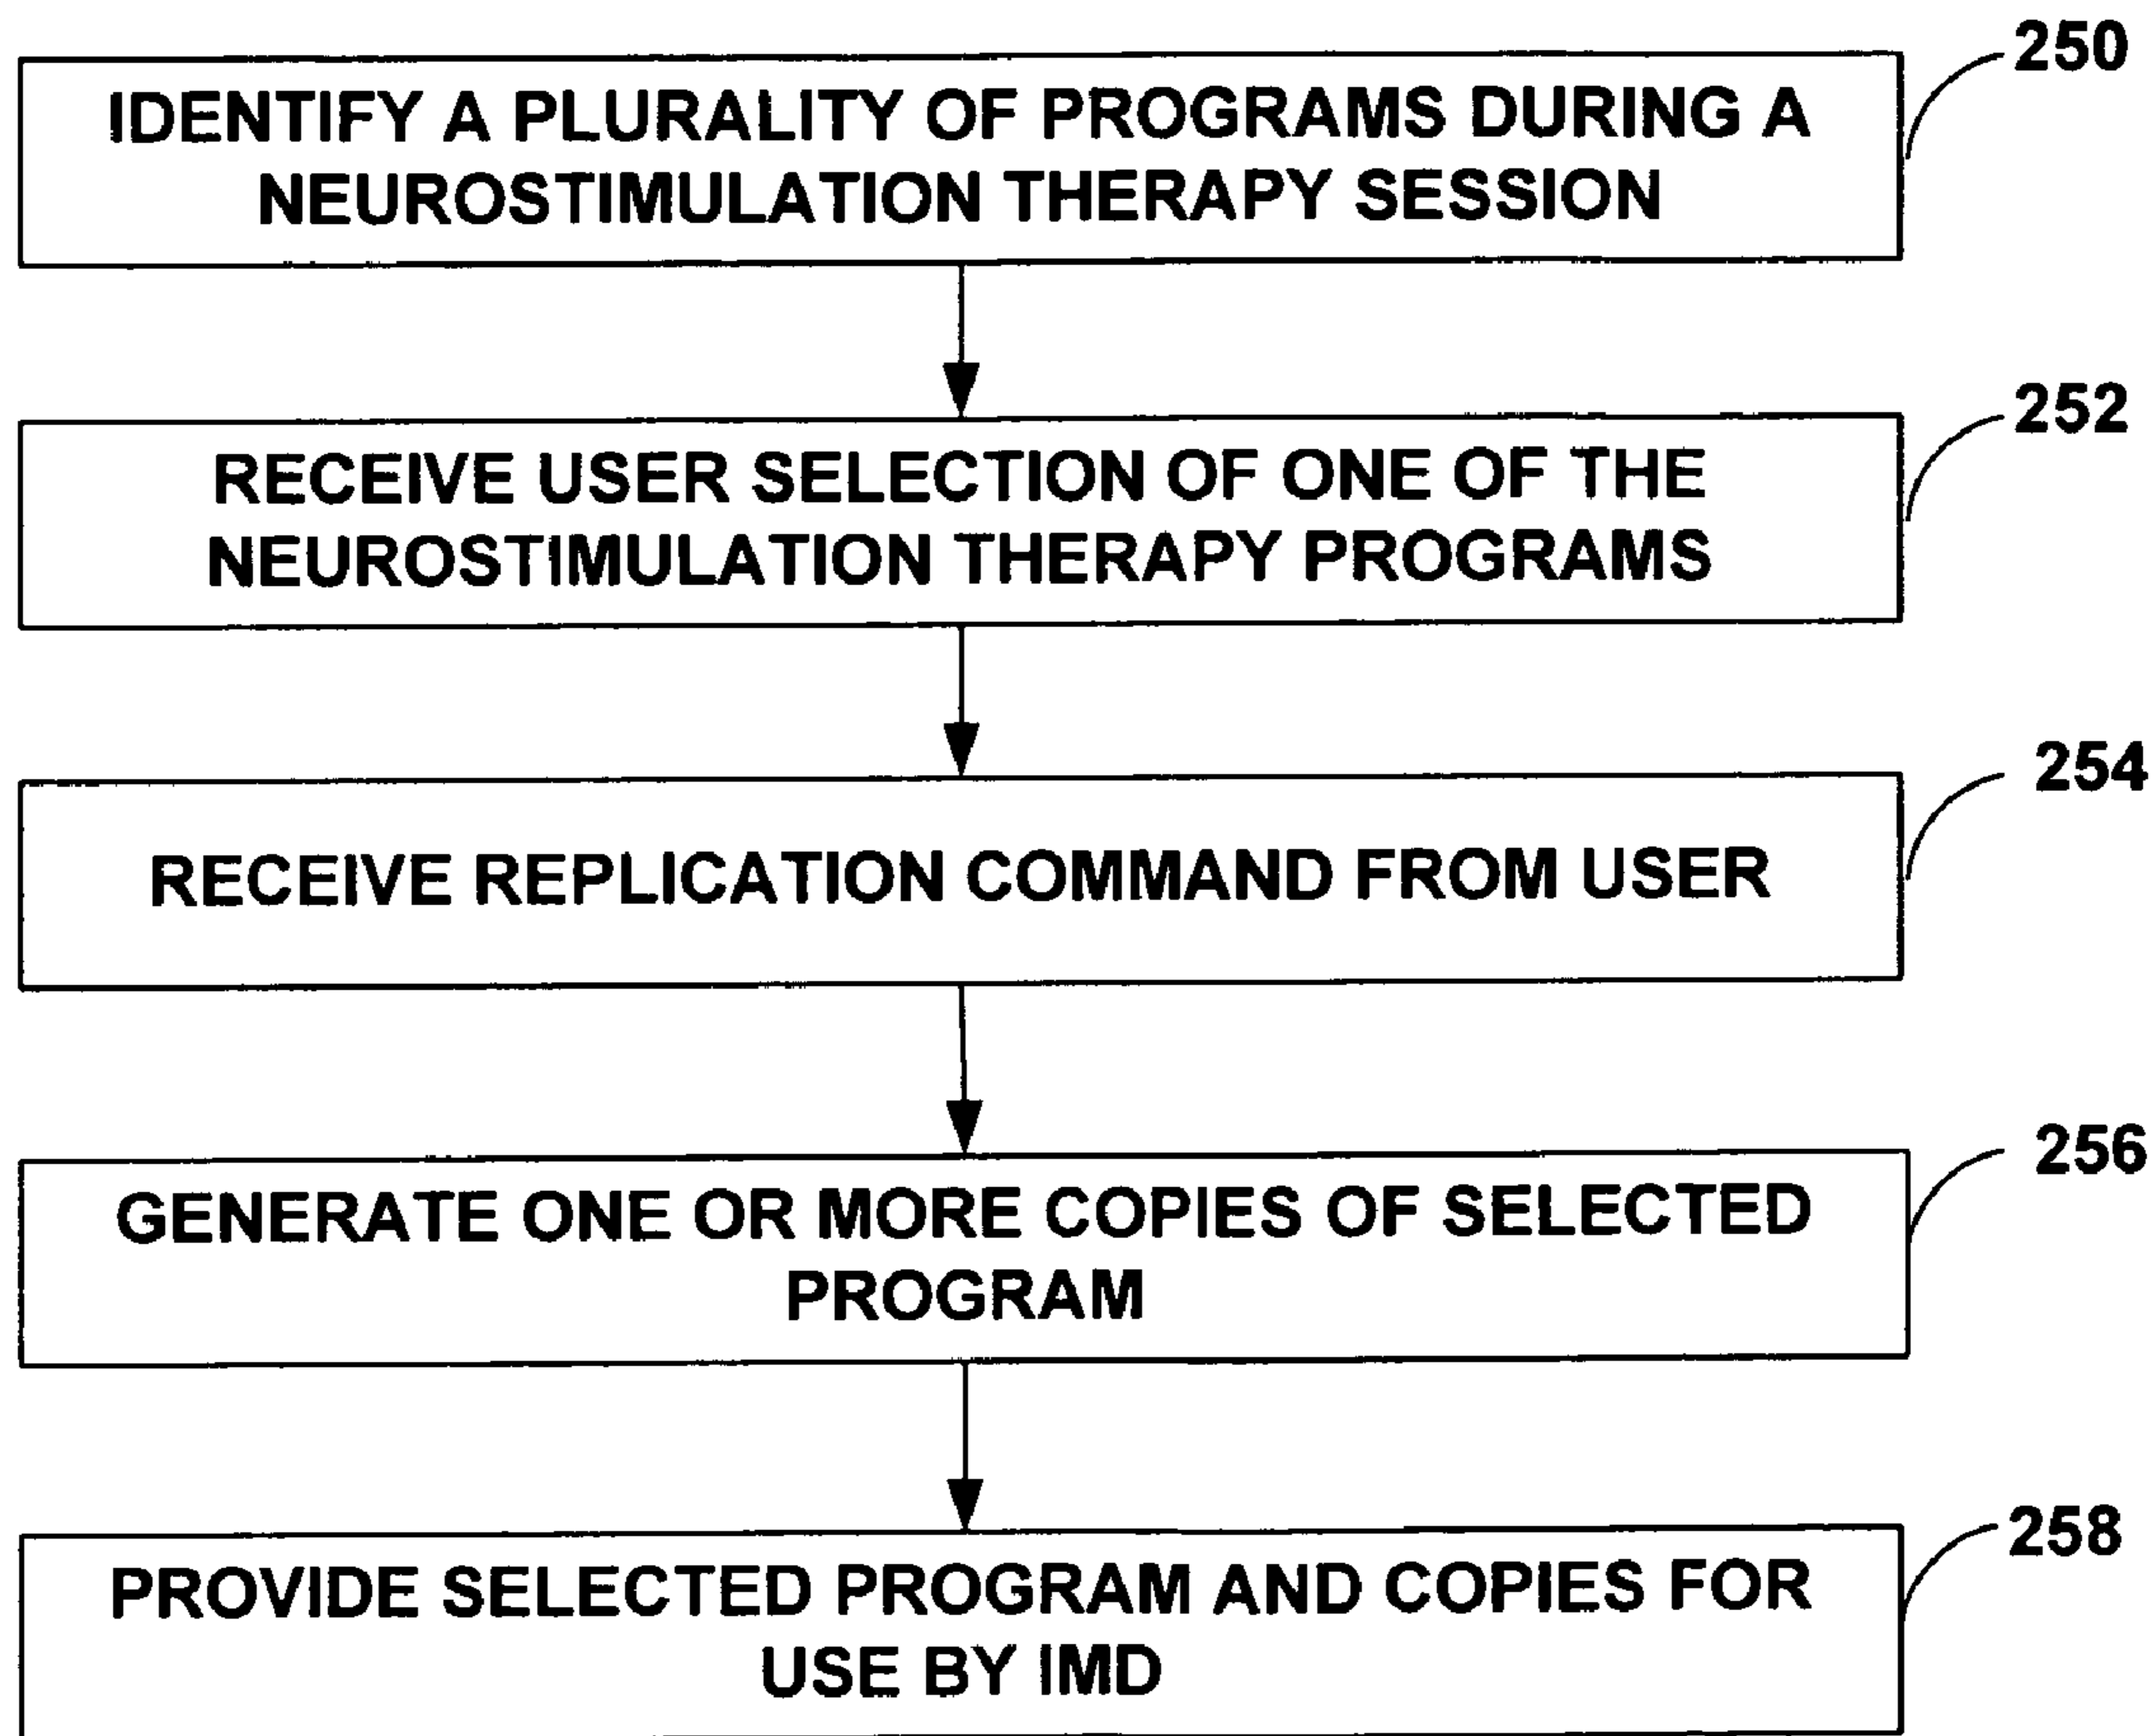 250
IDENTIFY A PLURALITY OF PROGRAMS DURING A
NEUROSTIMULATION THERAPY SESSION
252
RECEIVE USER SELECTION OF ONE OF THE
NEUROSTIMULATION THERAPY PROGRAMS
254
RECEIVE REPLICATION COMMAND FROM USER
256
GENERATE ONE OR MORE COPIES OF SELECTED
PROGRAM
258
PROVIDE SELECTED PROGRAM AND COPIES FOR
USE BY IMD